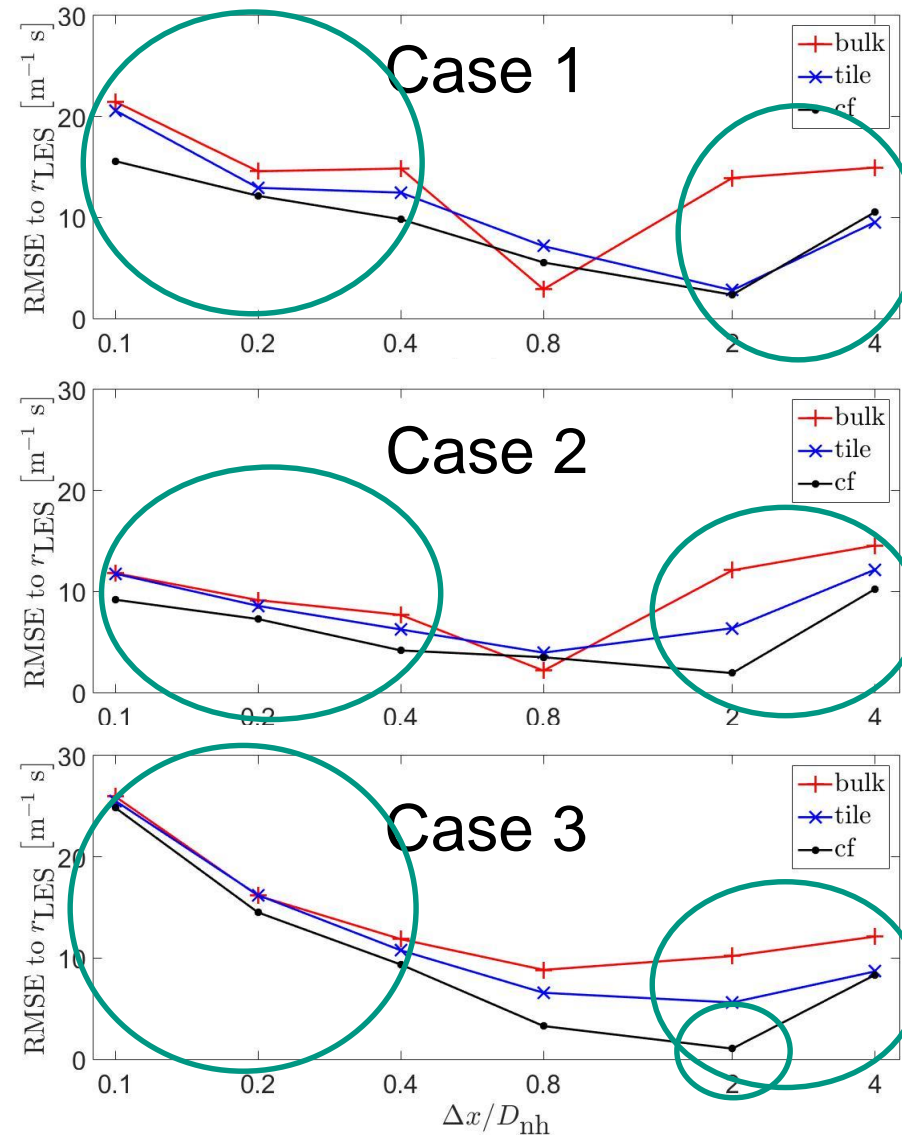 30
20
10
0
RMSE to r_LES [m⁻¹ s]
Case 1
bulk
tile
cf
0.1 0.2 0.4 0.8 2 4
30
20
10
0
RMSE to r_LES [m⁻¹ s]
Case 2
bulk
tile
cf
0.1 0.2 0.4 0.8 2 4
30
20
10
0
RMSE to r_LES [m⁻¹ s]
Case 3
bulk
tile
cf
0.1 0.2 0.4 0.8 2 4
Δx/D_nh